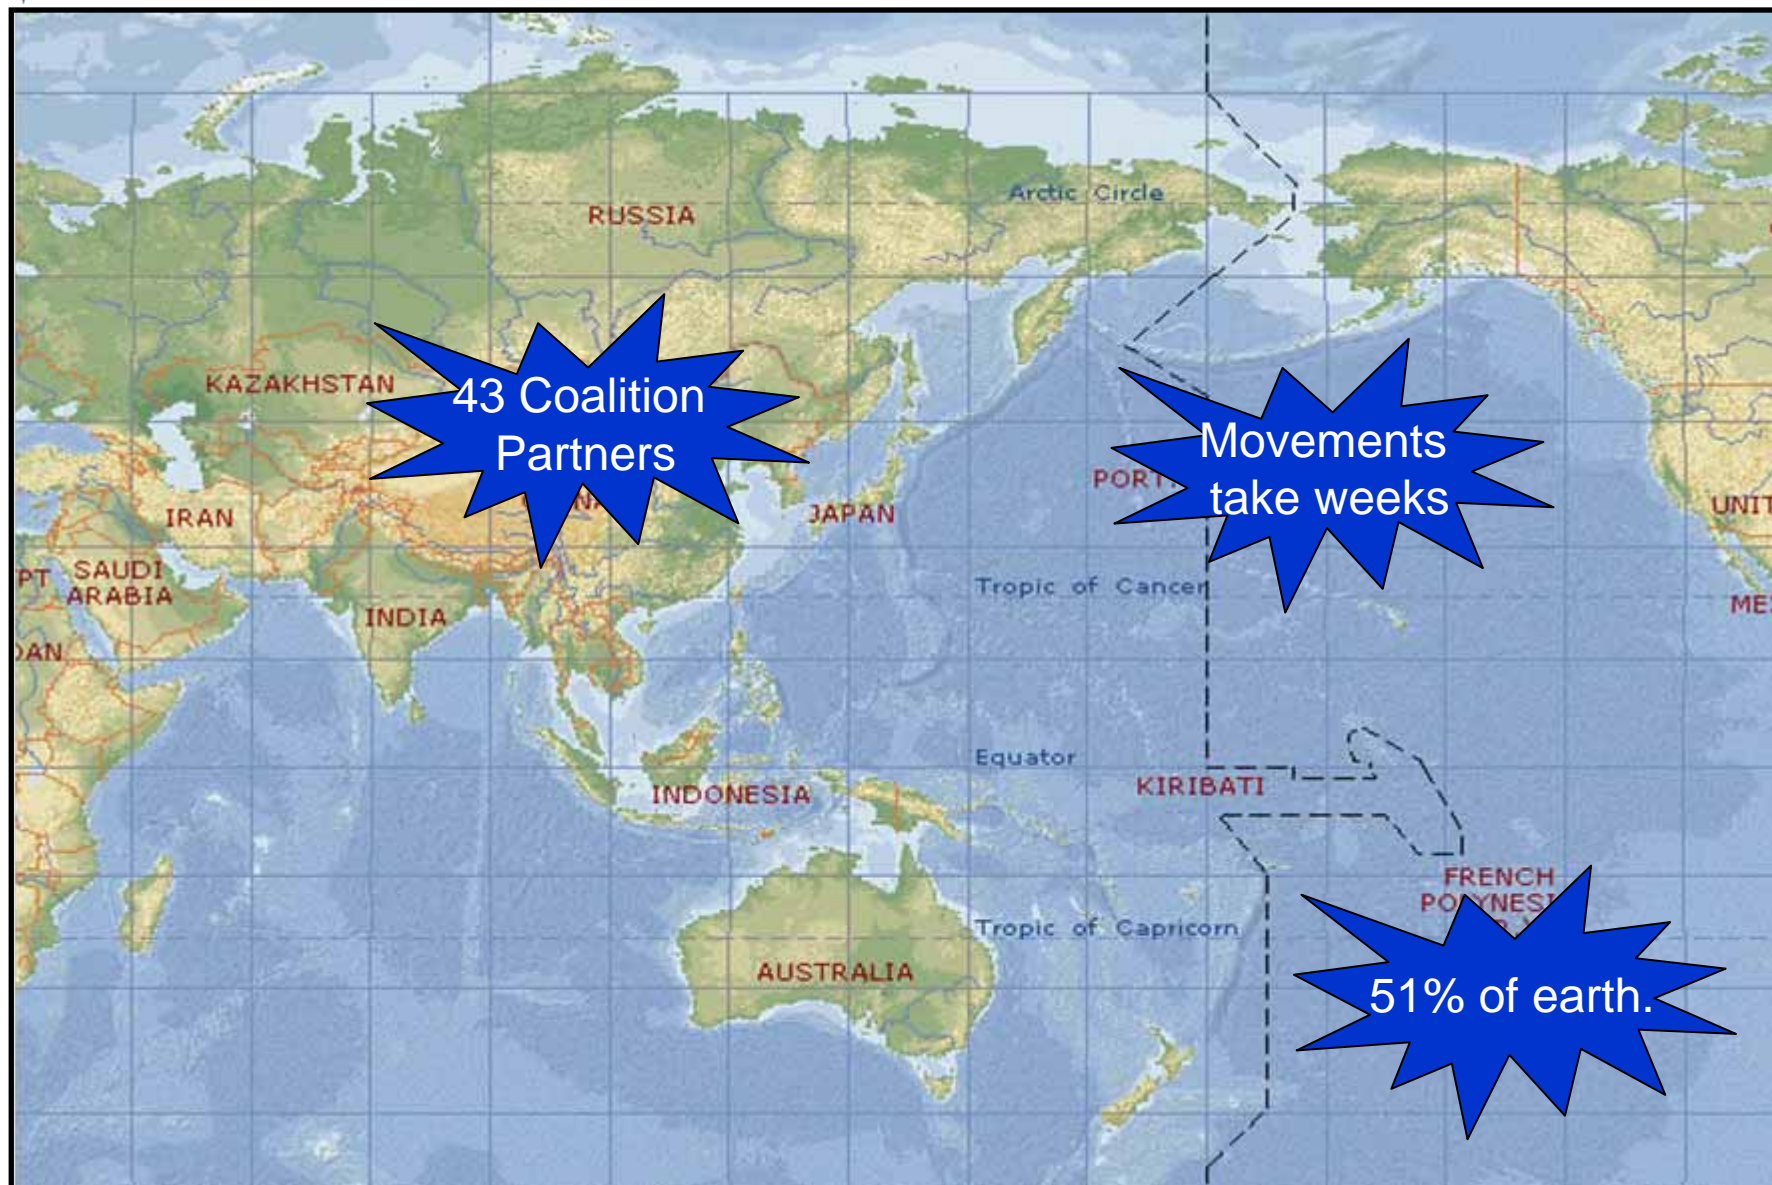 Arctic Circle
RUSSIA
KAZAKHSTAN
43 Coalition
Partners
Movements
take weeks
IRAN
JAPAN
SAUDI
ARABIA
INDIA
Tropic of Cancer
Equator
KIRIBATI
INDONESIA
FRENCH
Tropic of Capricorn
AUSTRALIA
51% of earth.